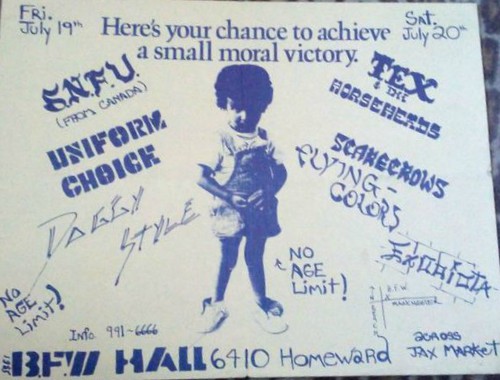 FRI.
July 19th
Here's your chance to achieve
a small moral victory.
Sat.
July 20th
S.N.F.U.
(FROM CANADA)
UNIFORM
CHOICE
DOGGY
STYLE
TEX
& THE
HORSEHEADS
SCARECROWS
FLYING-
COLORS
NO
AGE
Limit!
NO
AGE
Limit!
MANCHESTER
Info. 991-6666
HALL 6410 Homeward
ACROSS
JAX MARKET